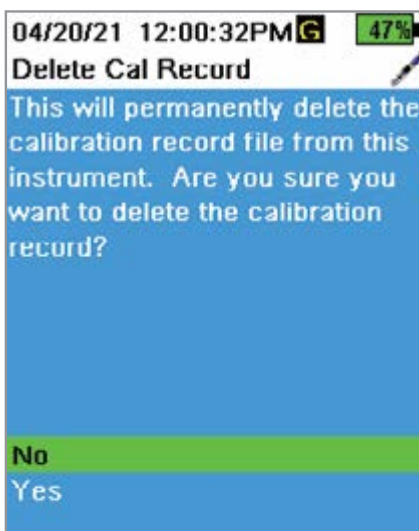 04/20/21 12:00:32PM G 47%
Delete Cal Record
This will permanently delete the
calibration record file from this
instrument. Are you sure you
want to delete the calibration
record?
No
Yes